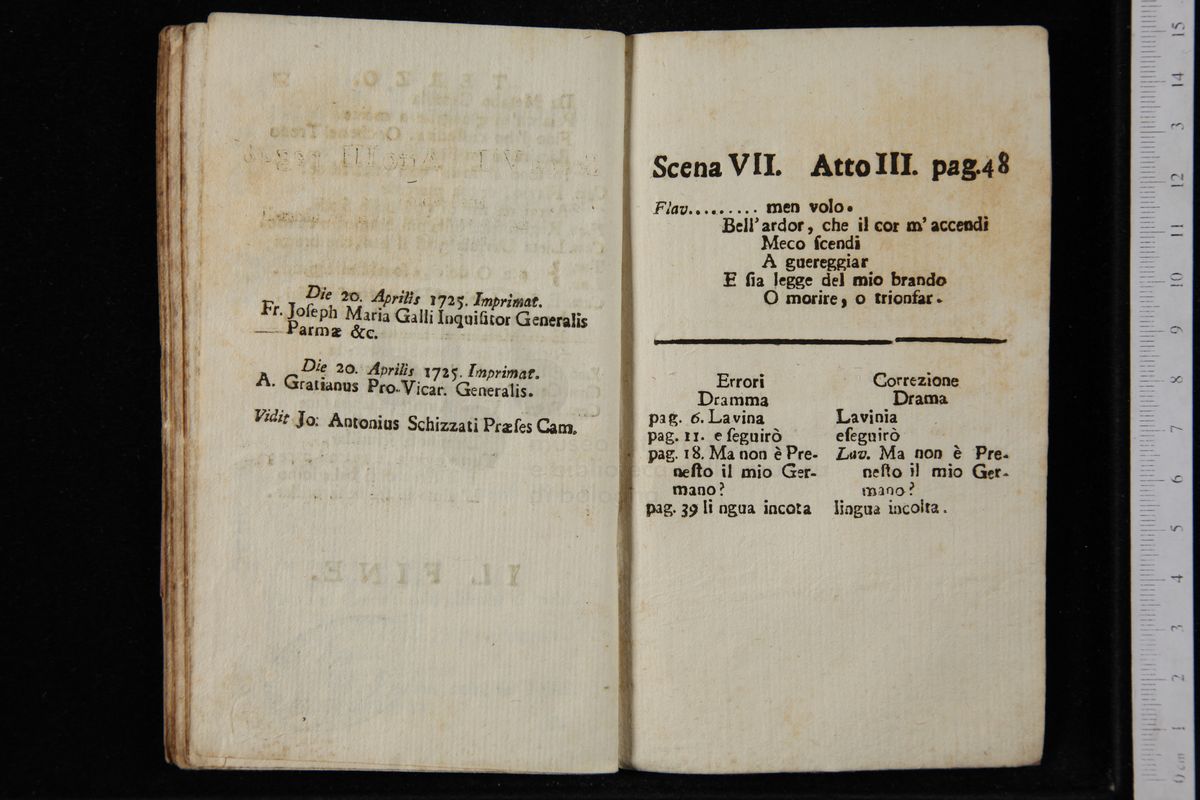 Die 20. Aprilis 1725. Imprimat.
Fr. Joſeph Maria Galli Inquiſitor Generalis
Parmæ &c.
Die 20. Aprilis 1725. Imprimat.
A. Gratianus Pro-Vicar. Generalis.
Vidit Jo: Antonius Schizzati Præſes Cam.
Scena VII. Atto III. pag.48
Flav......... men volo.
Bell'ardor, che il cor m'accendi
Meco ſcendi
A guereggiar
E ſia legge del mio brando
O morire, o trionfar.
Errori Correzione
Dramma Drama
pag. 6. Lavina Lavinia
pag. 11. e ſeguirò eſeguirò
pag. 18. Ma non è Pre- Lav. Ma non è Pre-
neſto il mio Ger- neſto il mio Ger-
mano? mano?
pag. 39 li ngua incota lingua incolta.
IL FINE.
15
14
13
12
11
10
9
8
7
6
5
4
3
2
1
0 cm